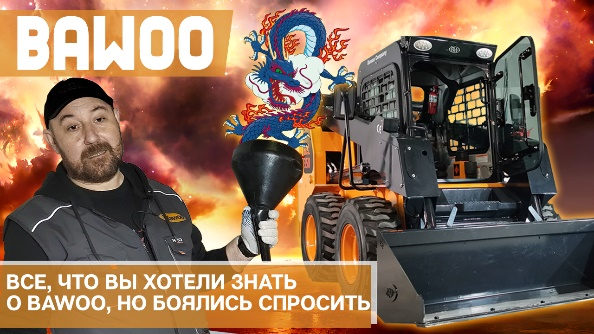 BAWOO
ВСЕ, ЧТО ВЫ ХОТЕЛИ ЗНАТЬ
О BAWOO, НО БОЯЛИСЬ СПРОСИТЬ